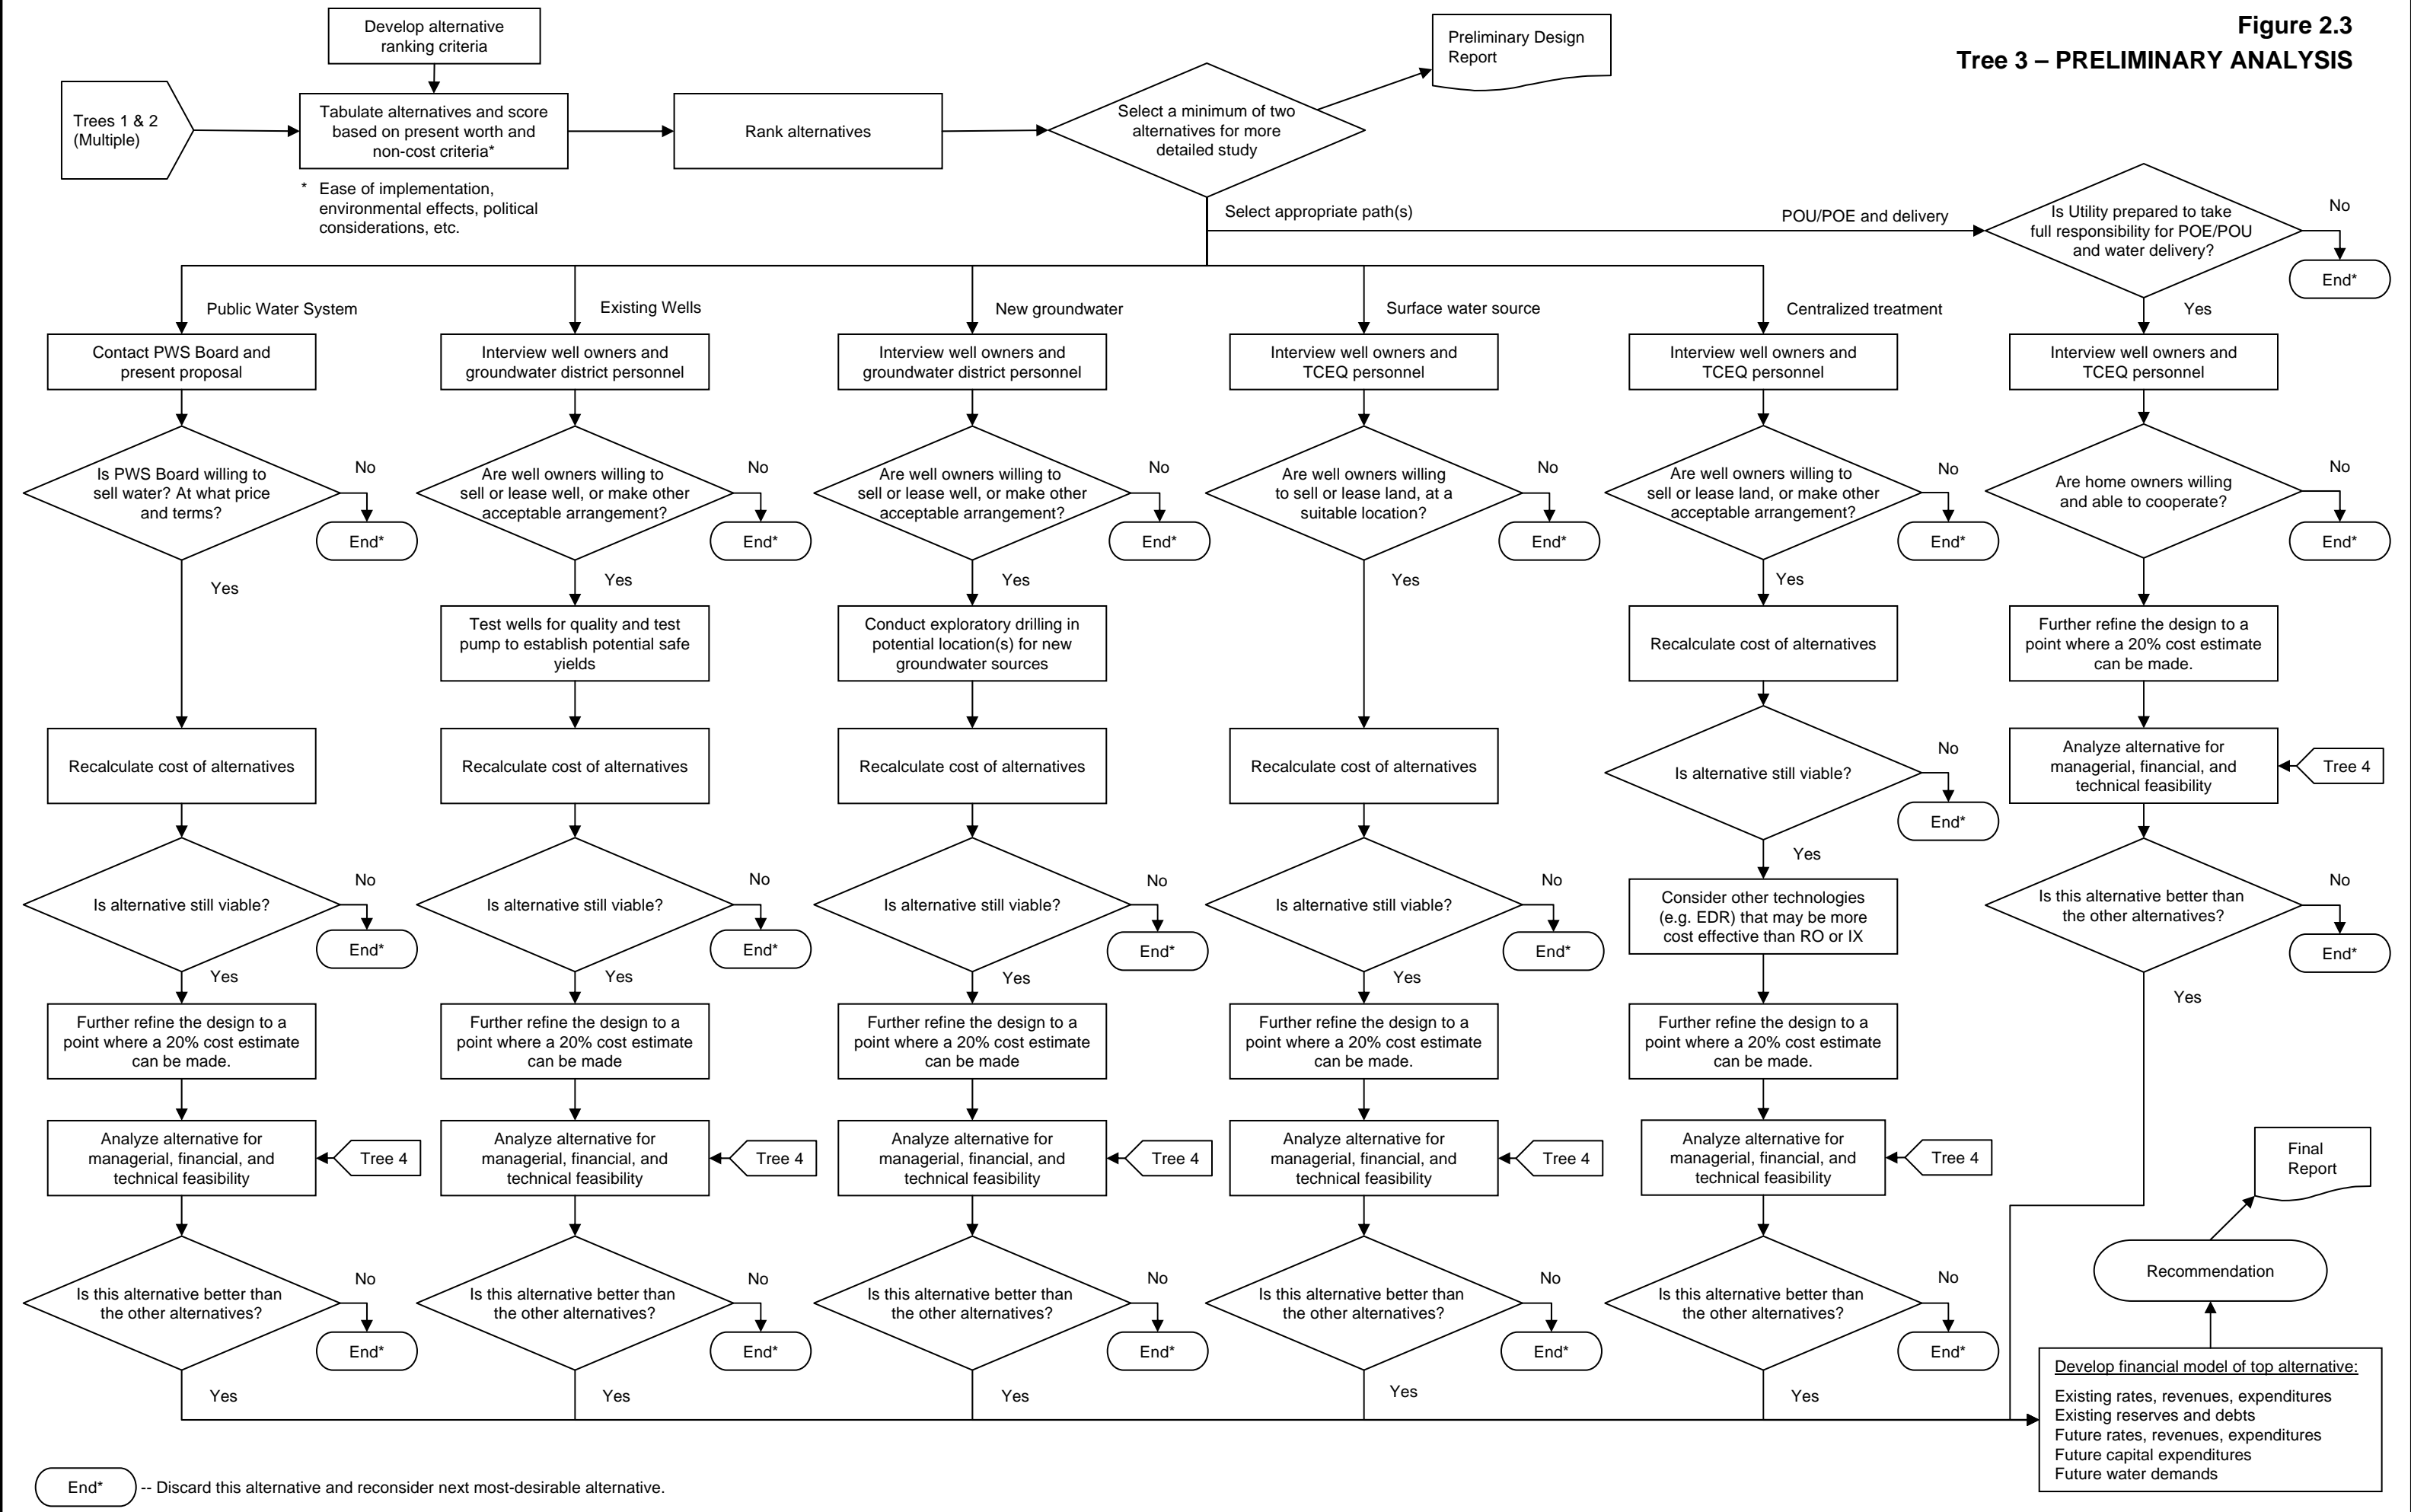 Figure 2.3
Tree 3 – PRELIMINARY ANALYSIS
Develop alternative
ranking criteria
Trees 1 & 2
(Multiple)
Tabulate alternatives and score
based on present worth and
non-cost criteria*
* Ease of implementation,
environmental effects, political
considerations, etc.
Rank alternatives
Select a minimum of two
alternatives for more
detailed study
Preliminary Design
Report
Select appropriate path(s)
POU/POE and delivery
Is Utility prepared to take
full responsibility for POE/POU
and water delivery?
No
End*
Yes
Public Water System
Contact PWS Board and
present proposal
Is PWS Board willing to
sell water? At what price
and terms?
No
End*
Yes
Recalculate cost of alternatives
Is alternative still viable?
No
End*
Yes
Further refine the design to a
point where a 20% cost estimate
can be made.
Analyze alternative for
managerial, financial, and
technical feasibility
Tree 4
Is this alternative better than
the other alternatives?
No
End*
Yes
Existing Wells
Interview well owners and
groundwater district personnel
Are well owners willing to
sell or lease well, or make other
acceptable arrangement?
No
End*
Yes
Test wells for quality and test
pump to establish potential safe
yields
Recalculate cost of alternatives
Is alternative still viable?
No
End*
Yes
Further refine the design to a
point where a 20% cost estimate
can be made
Analyze alternative for
managerial, financial, and
technical feasibility
Tree 4
Is this alternative better than
the other alternatives?
No
End*
Yes
New groundwater
Interview well owners and
groundwater district personnel
Are well owners willing to
sell or lease well, or make other
acceptable arrangement?
No
End*
Yes
Conduct exploratory drilling in
potential location(s) for new
groundwater sources
Recalculate cost of alternatives
Is alternative still viable?
No
End*
Yes
Further refine the design to a
point where a 20% cost estimate
can be made
Analyze alternative for
managerial, financial, and
technical feasibility
Tree 4
Is this alternative better than
the other alternatives?
No
End*
Yes
Surface water source
Interview well owners and
TCEQ personnel
Are well owners willing
to sell or lease land, at a
suitable location?
No
End*
Yes
Recalculate cost of alternatives
Is alternative still viable?
No
End*
Yes
Further refine the design to a
point where a 20% cost estimate
can be made.
Analyze alternative for
managerial, financial, and
technical feasibility
Tree 4
Is this alternative better than
the other alternatives?
No
End*
Yes
Centralized treatment
Interview well owners and
TCEQ personnel
Are well owners willing to
sell or lease land, or make other
acceptable arrangement?
No
End*
Yes
Recalculate cost of alternatives
Is alternative still viable?
No
End*
Yes
Consider other technologies
(e.g. EDR) that may be more
cost effective than RO or IX
Further refine the design to a
point where a 20% cost estimate
can be made.
Analyze alternative for
managerial, financial, and
technical feasibility
Tree 4
Is this alternative better than
the other alternatives?
No
End*
Yes
Interview well owners and
TCEQ personnel
Are home owners willing
and able to cooperate?
No
End*
Further refine the design to a
point where a 20% cost estimate
can be made.
Analyze alternative for
managerial, financial, and
technical feasibility
Tree 4
Is this alternative better than
the other alternatives?
No
End*
Yes
Final
Report
Recommendation
Develop financial model of top alternative:
Existing rates, revenues, expenditures
Existing reserves and debts
Future rates, revenues, expenditures
Future capital expenditures
Future water demands
End* -- Discard this alternative and reconsider next most-desirable alternative.